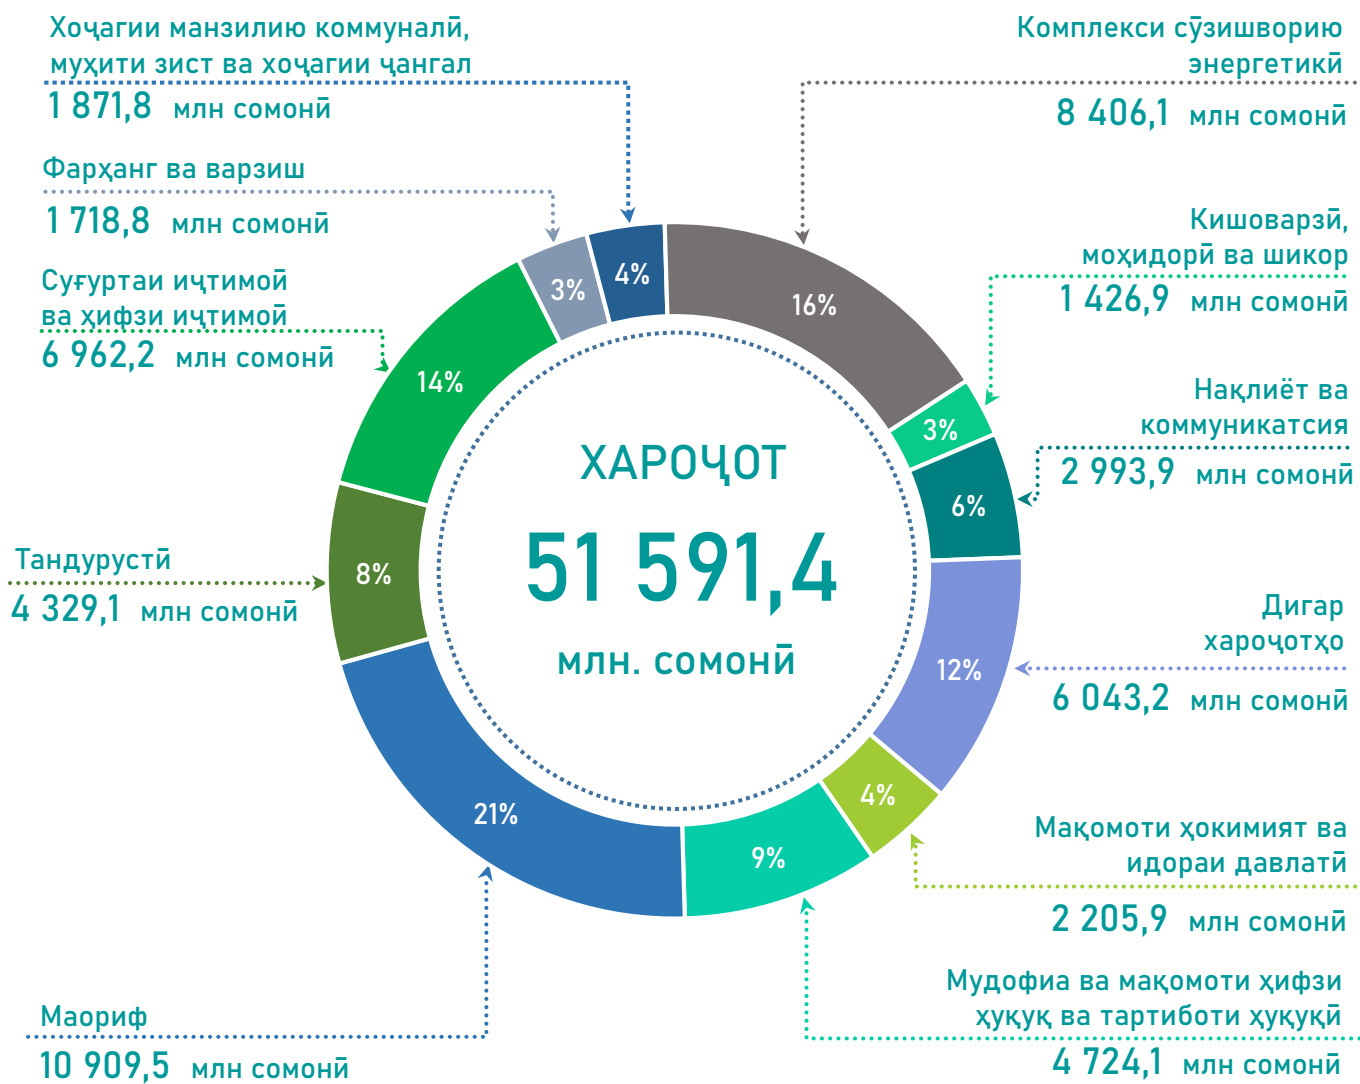 Хоҷагии манзилию коммуналӣ,
муҳити зист ва хоҷагии ҷангал
1 871,8 млн сомонӣ
Фарҳанг ва варзиш
1 718,8 млн сомонӣ
Суғуртаи иҷтимоӣ
ва ҳифзи иҷтимоӣ
6 962,2 млн сомонӣ
Тандурустӣ
4 329,1 млн сомонӣ
Маориф
10 909,5 млн сомонӣ
Комплекси сӯзишворию
энергетикӣ
8 406,1 млн сомонӣ
Кишоварзӣ,
моҳидорӣ ва шикор
1 426,9 млн сомонӣ
Нақлиёт ва
коммуникатсия
2 993,9 млн сомонӣ
Дигар
хароҷотҳо
6 043,2 млн сомонӣ
Мақомоти ҳокимият ва
идораи давлатӣ
2 205,9 млн сомонӣ
Мудофиа ва мақомоти ҳифзи
ҳуқуқ ва тартиботи ҳуқуқӣ
4 724,1 млн сомонӣ
ХАРОҶОТ
51 591,4
млн. сомонӣ
16%
3%
6%
12%
4%
9%
21%
8%
14%
3%
4%